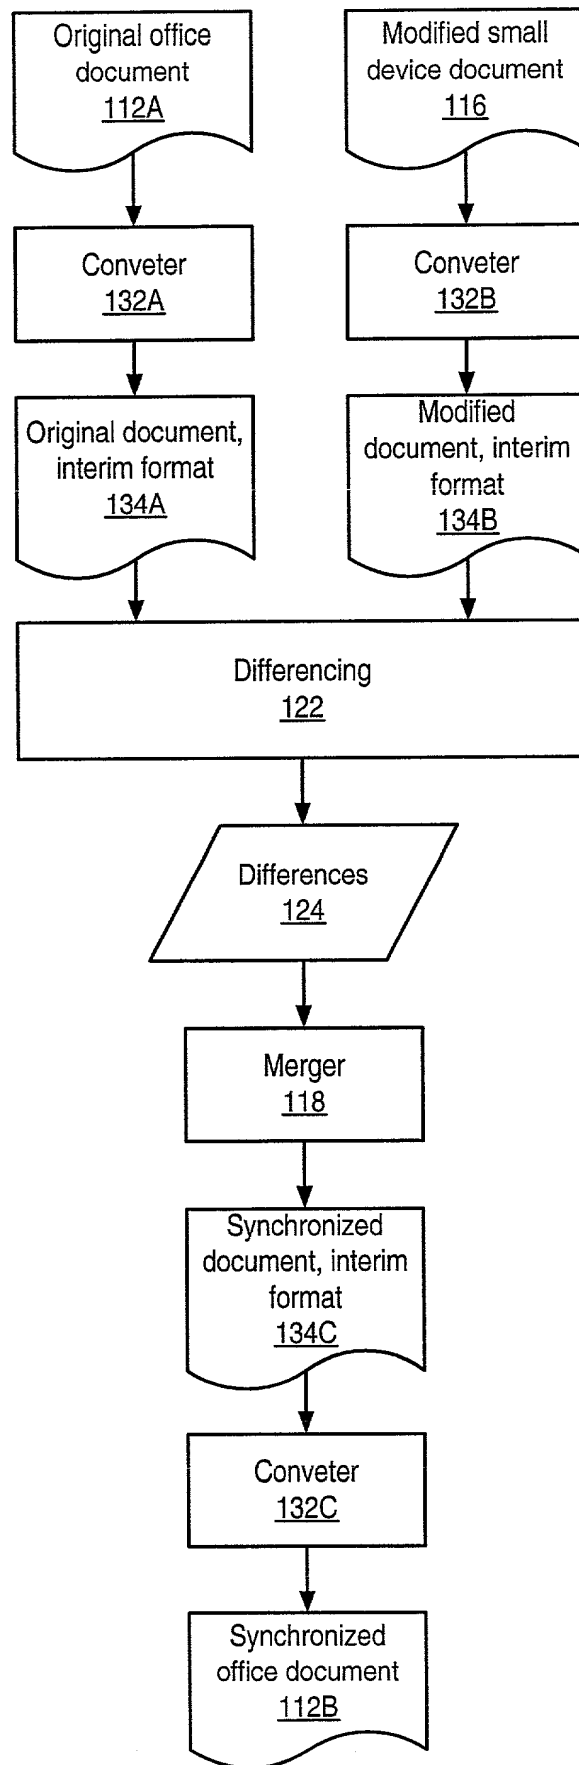 Original office
document
112A
Modified small
device document
116
Conveter
132A
Conveter
132B
Original document,
interim format
134A
Modified
document, interim
format
134B
Differencing
122
Differences
124
Merger
118
Synchronized
document, interim
format
134C
Conveter
132C
Synchronized
office document
112B